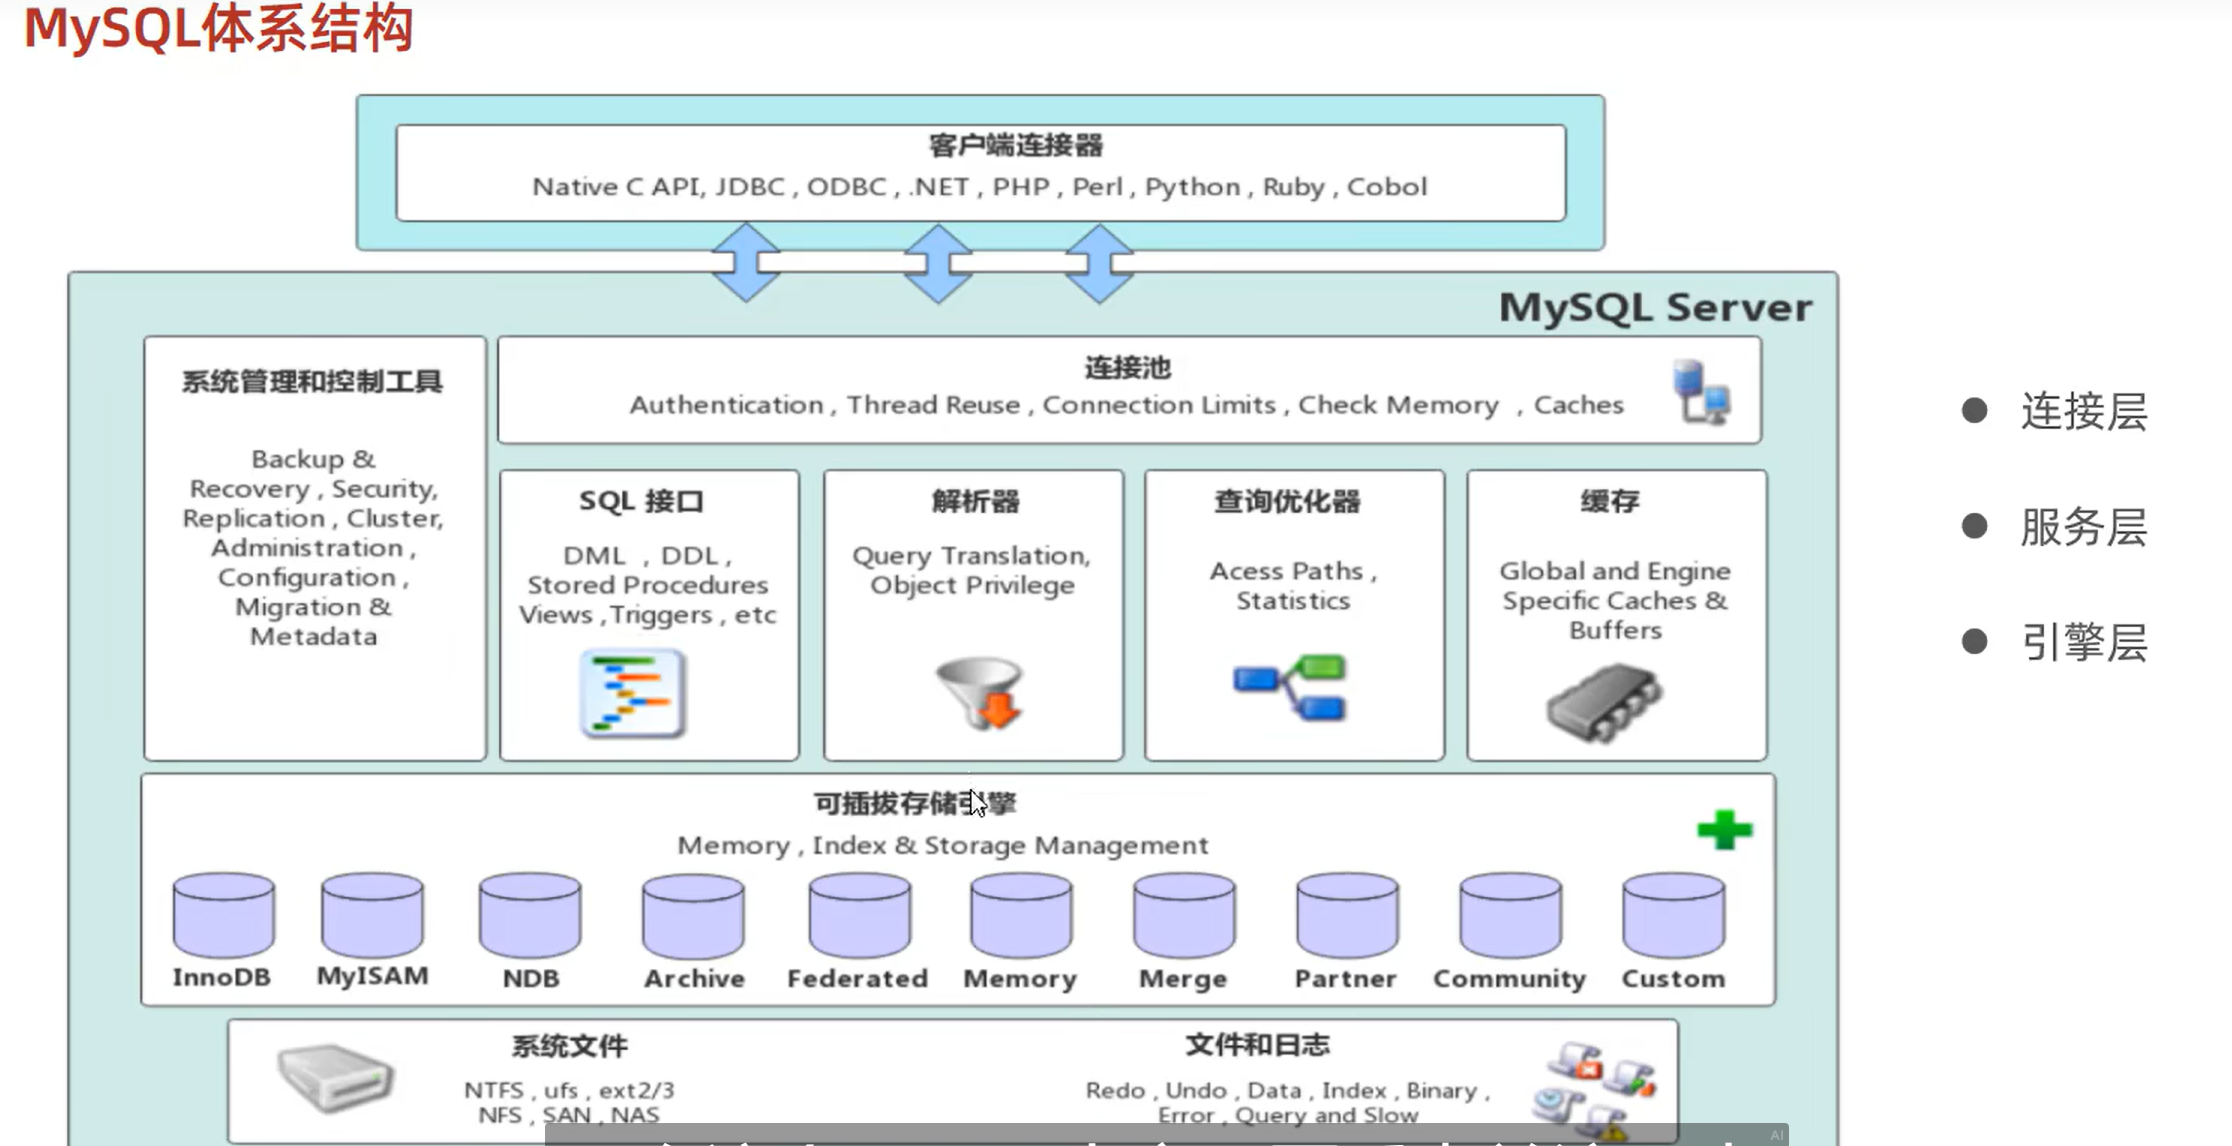 MySQL体系结构
客户端连接器
Native C API, JDBC , ODBC , .NET , PHP , Perl , Python , Ruby , Cobol
MySQL Server
系统管理和控制工具
Backup &
Recovery , Security,
Replication , Cluster,
Administration ,
Configuration ,
Migration &
Metadata
连接池
Authentication , Thread Reuse , Connection Limits , Check Memory , Caches
SQL 接口
DML , DDL ,
Stored Procedures
Views ,Triggers , etc
解析器
Query Translation,
Object Privilege
查询优化器
Acess Paths ,
Statistics
缓存
Global and Engine
Specific Caches &
Buffers
可插拔存储引擎
Memory , Index & Storage Management
InnoDB MyISAM NDB Archive Federated Memory Merge Partner Community Custom
系统文件
NTFS , ufs , ext2/3
NFS , SAN , NAS
文件和日志
Redo , Undo , Data , Index , Binary ,
Error , Query and Slow
AI
● 连接层
● 服务层
● 引擎层